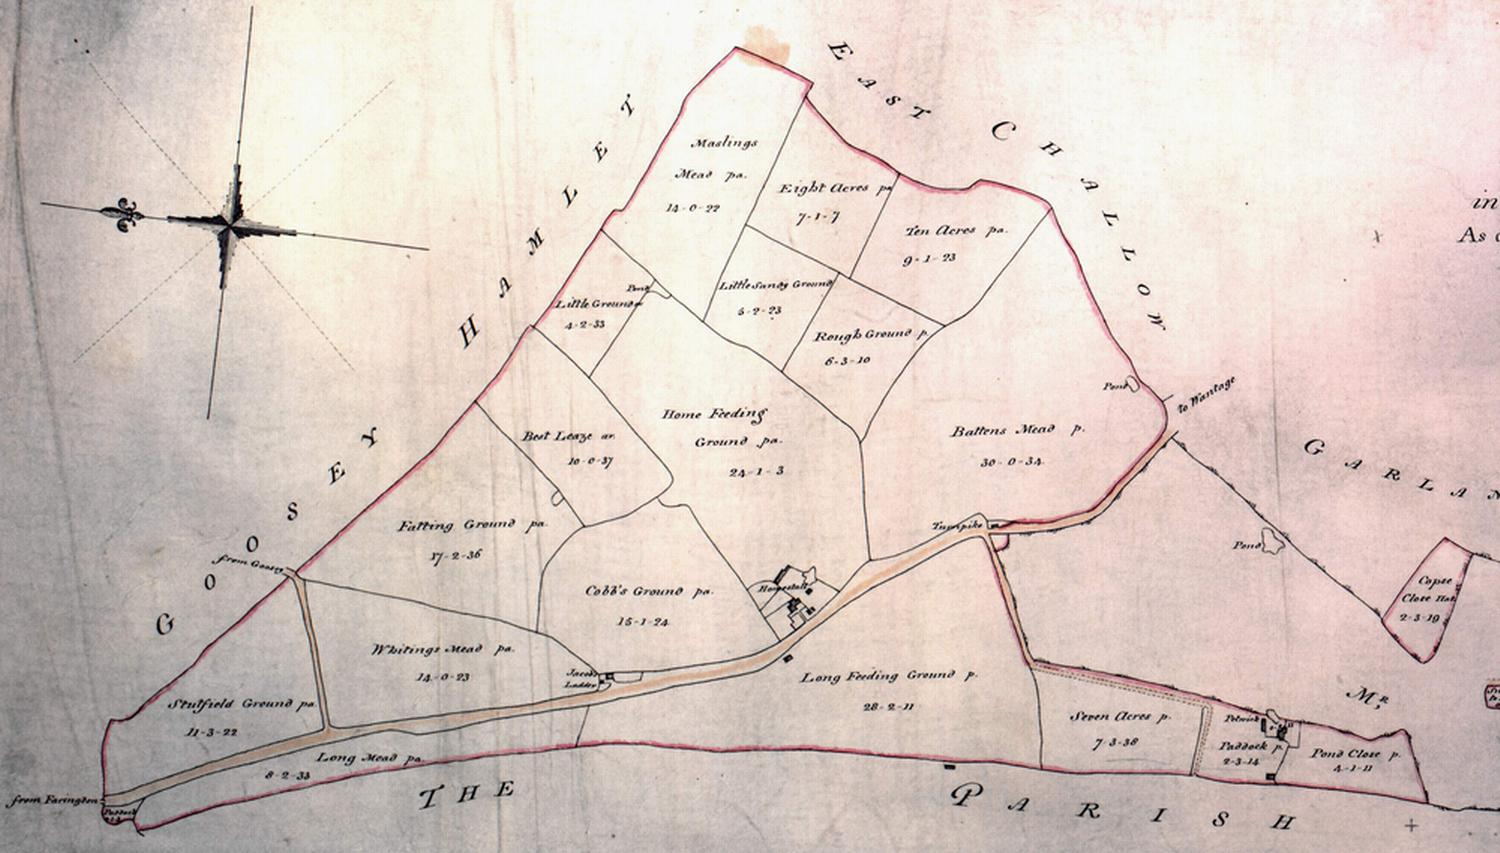 EAST CHALLOW
GOOSEY HAMLET
in
As
Maslings
Mead pa.
14-0-22
Eight Acres pa
7-1-7
Ten Acres pa.
9-1-23
Pond
Little Ground
4-2-33
Little Sandy Ground
5-2-23
Rough Ground p.
6-3-10
Pond
to Wantage
Home Feeding
Ground pa.
24-1-3
Best Leaze ar.
10-0-37
Battens Mead p.
30-0-34
GARLAN
Fatting Ground pa.
17-2-36
Turnpike
Pond
from Goosey
Copse
Close
2-3-19
Homestall
Cobb's Ground pa.
15-1-24
Whitings Mead pa.
14-0-23
Jacobs
Ladder
Long Feeding Ground p.
28-2-11
Mr.
Stutfield Ground pa.
11-3-22
Seven Acres p.
7-3-38
Paddock p.
2-3-14
Pond Close p.
4-1-11
Long Mead pa.
8-2-33
from Faringdon
Paddock
THE PARISH